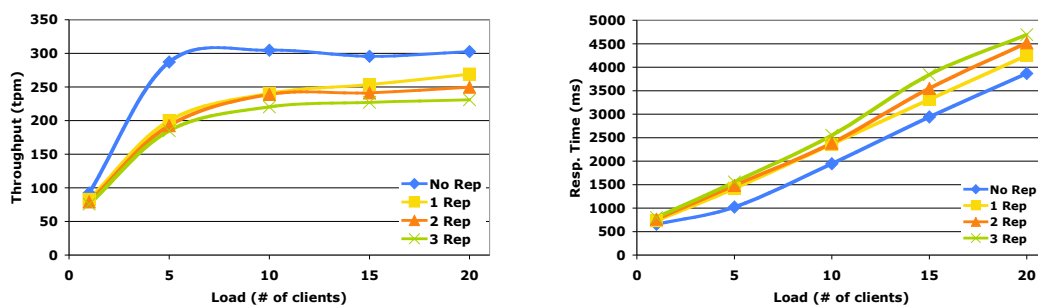 350
300
250
200
150
100
50
0
Throughput (tpm)
0 5 10 15 20
Load (# of clients)
No Rep
1 Rep
2 Rep
3 Rep
5000
4500
4000
3500
3000
2500
2000
1500
1000
500
0
Resp. Time (ms)
0 5 10 15 20
Load (# of clients)
No Rep
1 Rep
2 Rep
3 Rep